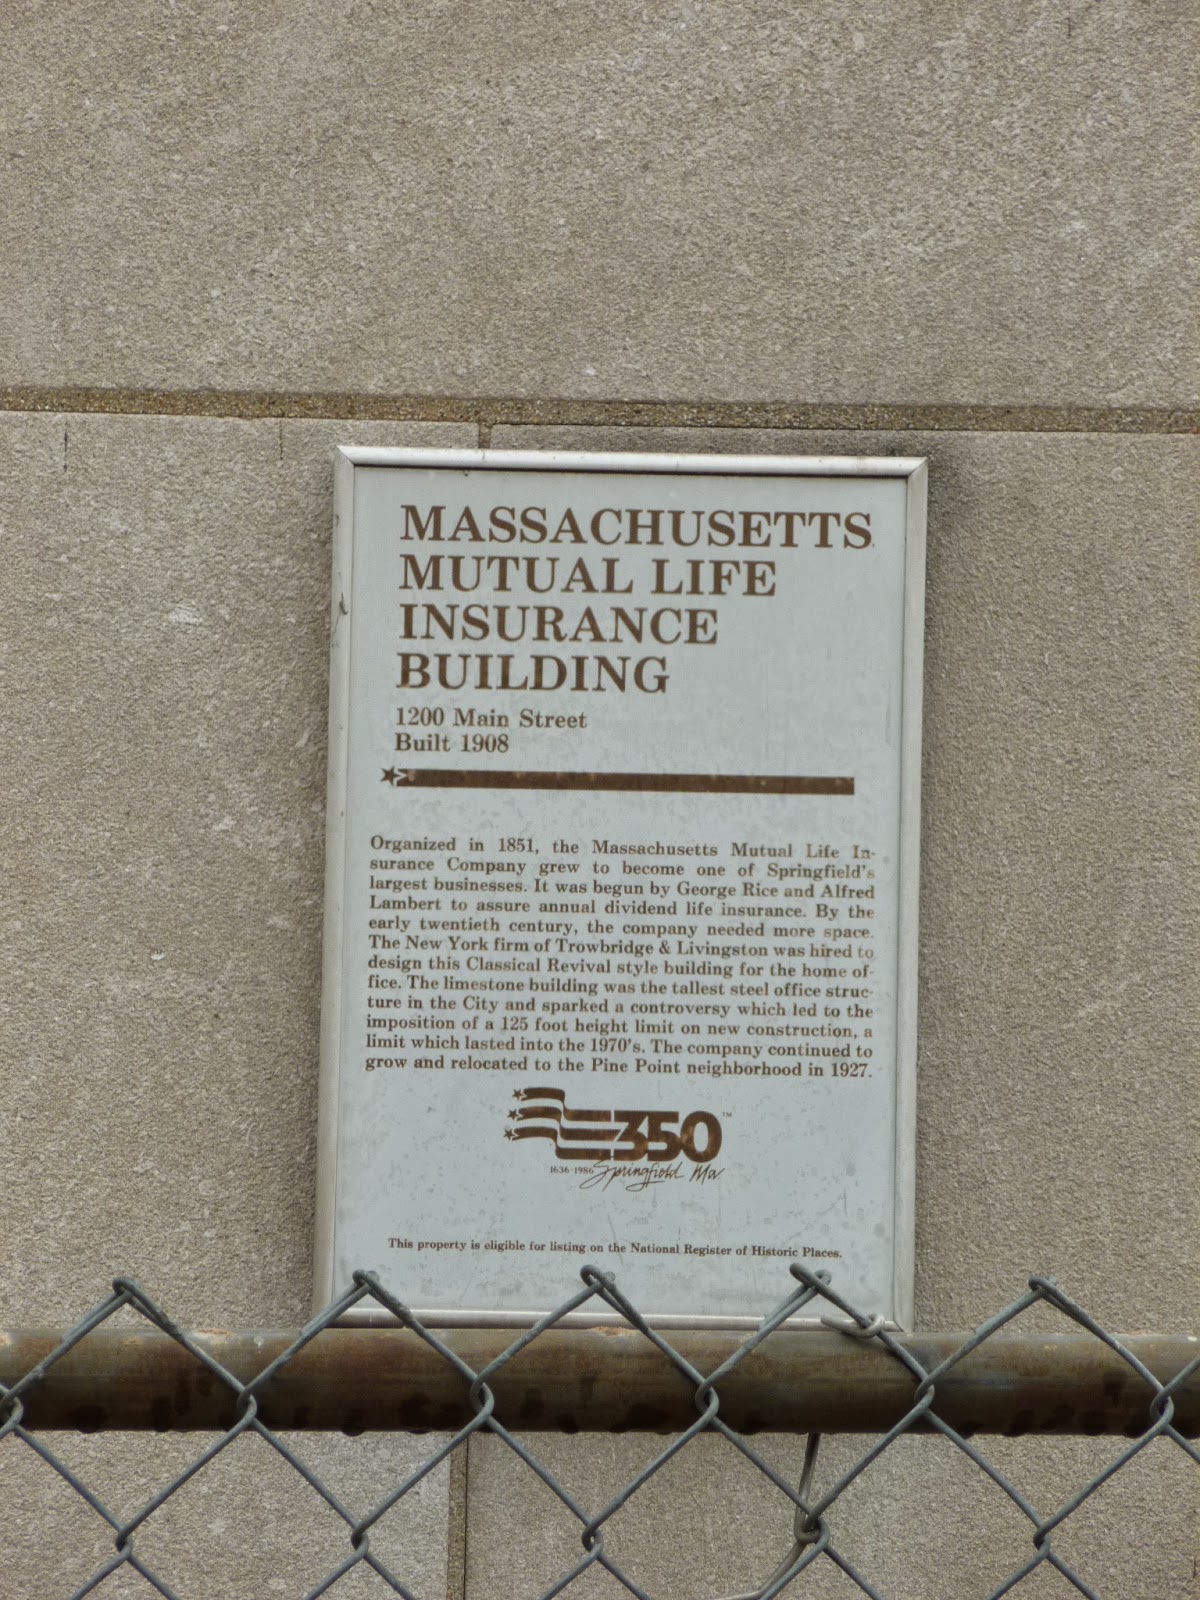 MASSACHUSETTS
MUTUAL LIFE
INSURANCE
BUILDING
1200 Main Street
Built 1908
Organized in 1851, the Massachusetts Mutual Life In-
surance Company grew to become one of Springfield's
largest businesses. It was begun by George Rice and Alfred
Lambert to assure annual dividend life insurance. By the
early twentieth century, the company needed more space.
The New York firm of Trowbridge & Livingston was hired to
design this Classical Revival style building for the home of-
fice. The limestone building was the tallest steel office struc-
ture in the City and sparked a controversy which led to the
imposition of a 125 foot height limit on new construction, a
limit which lasted into the 1970's. The company continued to
grow and relocated to the Pine Point neighborhood in 1927.
350™
1636-1986 Springfield Ma
This property is eligible for listing on the National Register of Historic Places.